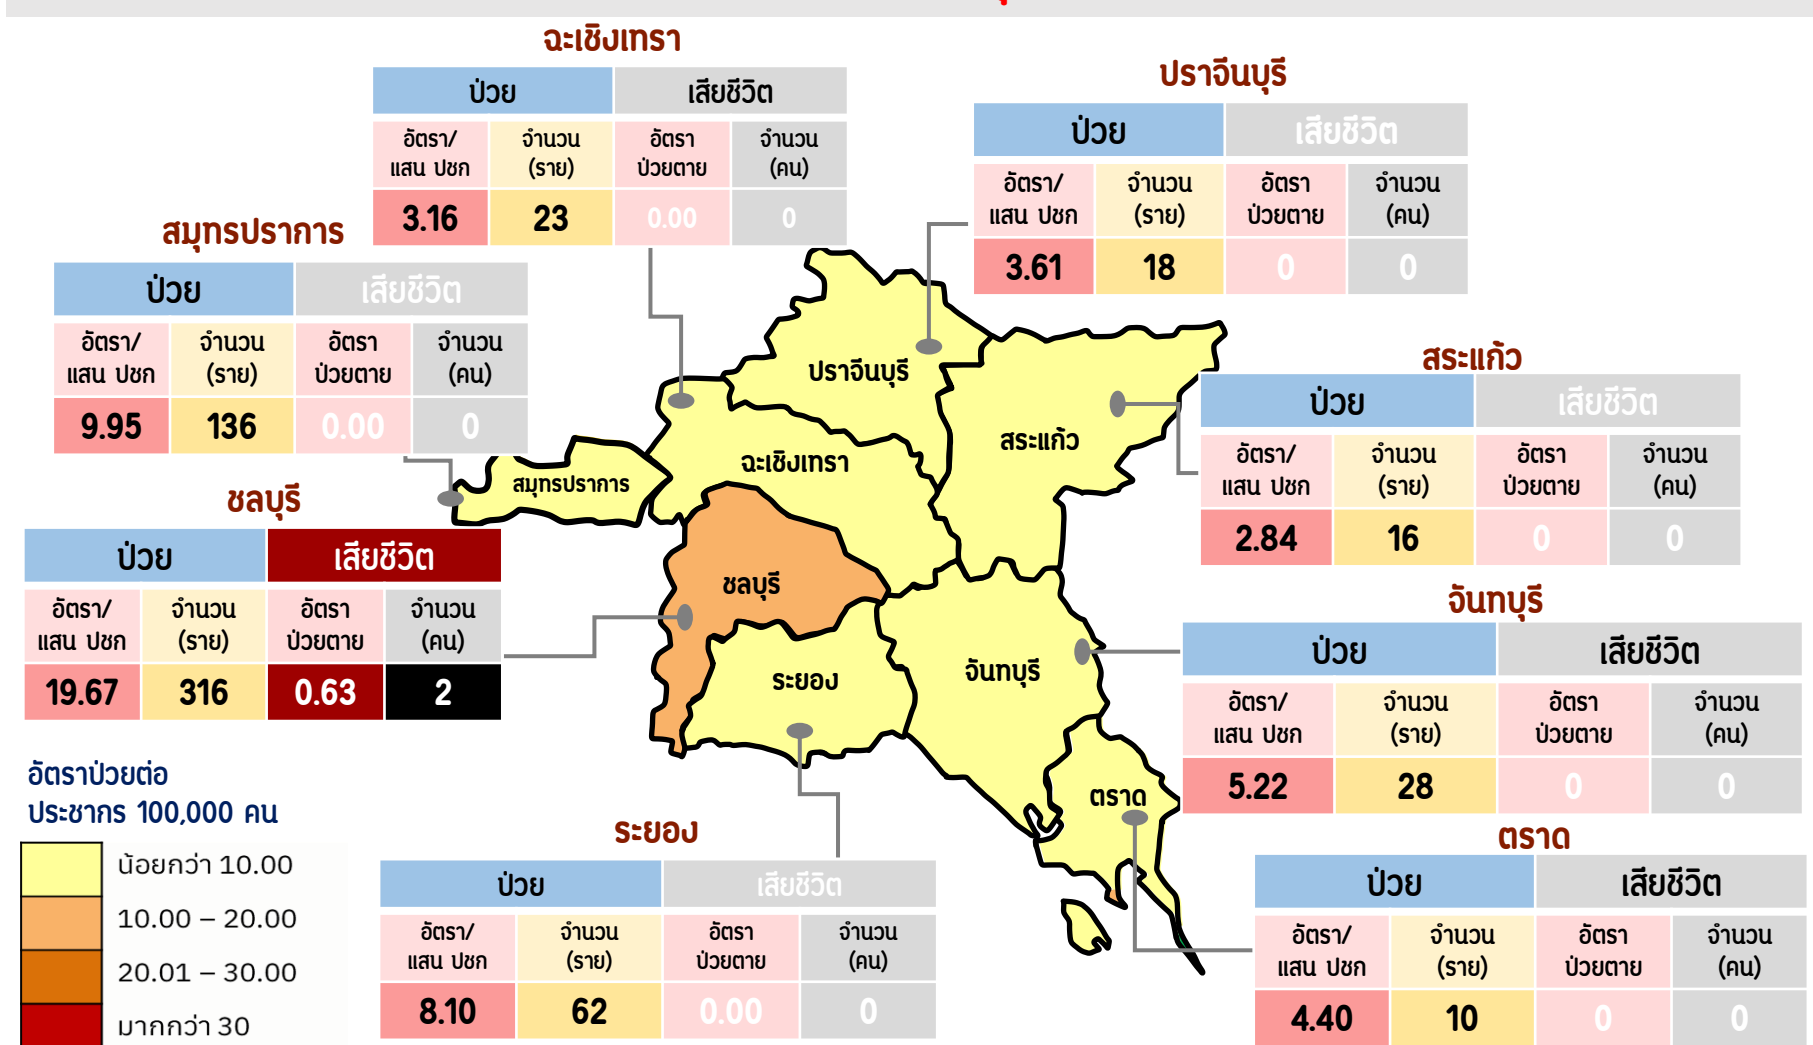 ฉะเชิงเทรา
ป่วย เสียชีวิต
อัตรา/ จำนวน อัตรา จำนวน
แสน ปชก (ราย) ป่วยตาย (คน)
3.16 23 0.00 0
ปราจีนบุรี
ป่วย เสียชีวิต
อัตรา/ จำนวน อัตรา จำนวน
แสน ปชก (ราย) ป่วยตาย (คน)
3.61 18 0 0
สมุทรปราการ
ป่วย เสียชีวิต
อัตรา/ จำนวน อัตรา จำนวน
แสน ปชก (ราย) ป่วยตาย (คน)
9.95 136 0.00 0
สระแก้ว
ป่วย เสียชีวิต
อัตรา/ จำนวน อัตรา จำนวน
แสน ปชก (ราย) ป่วยตาย (คน)
2.84 16 0 0
ชลบุรี
ป่วย เสียชีวิต
อัตรา/ จำนวน อัตรา จำนวน
แสน ปชก (ราย) ป่วยตาย (คน)
19.67 316 0.63 2
ปราจีนบุรี
สระแก้ว
ฉะเชิงเทรา
สมุทรปราการ
ชลบุรี
ระยอง
จันทบุรี
ตราด
จันทบุรี
ป่วย เสียชีวิต
อัตรา/ จำนวน อัตรา จำนวน
แสน ปชก (ราย) ป่วยตาย (คน)
5.22 28 0 0
อัตราป่วยต่อ
ประชากร 100,000 คน
น้อยกว่า 10.00
10.00 – 20.00
20.01 – 30.00
มากกว่า 30
ระยอง
ป่วย เสียชีวิต
อัตรา/ จำนวน อัตรา จำนวน
แสน ปชก (ราย) ป่วยตาย (คน)
8.10 62 0.00 0
ตราด
ป่วย เสียชีวิต
อัตรา/ จำนวน อัตรา จำนวน
แสน ปชก (ราย) ป่วยตาย (คน)
4.40 10 0 0